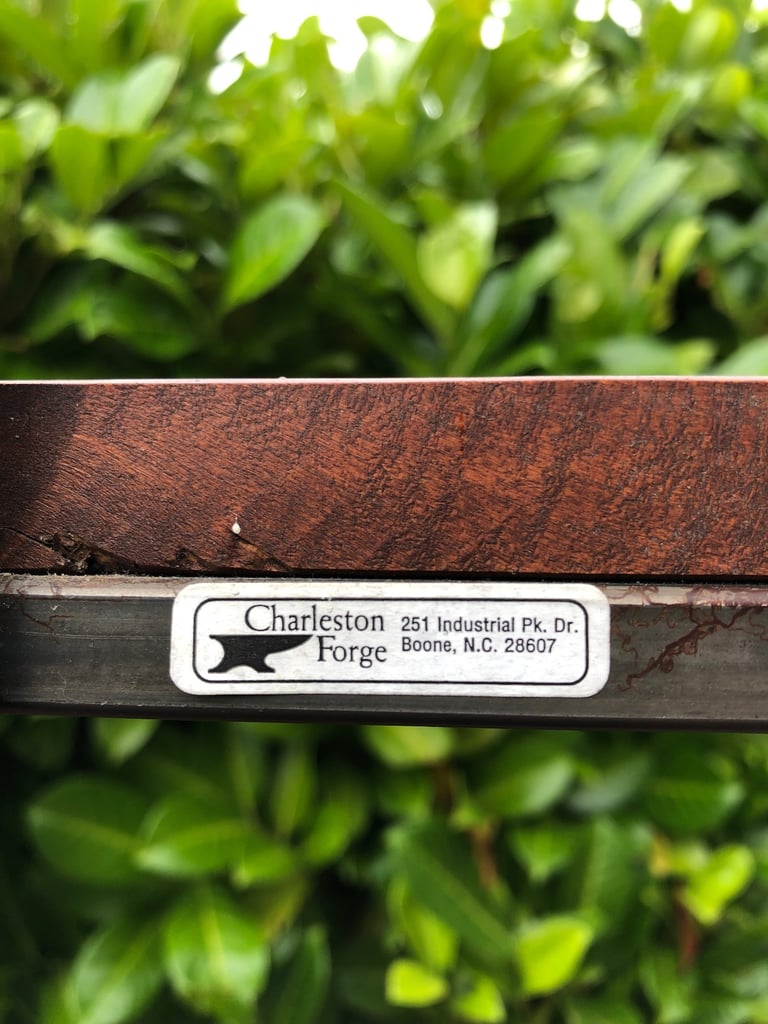 Charleston
Forge
251 Industrial Pk. Dr.
Boone, N.C. 28607